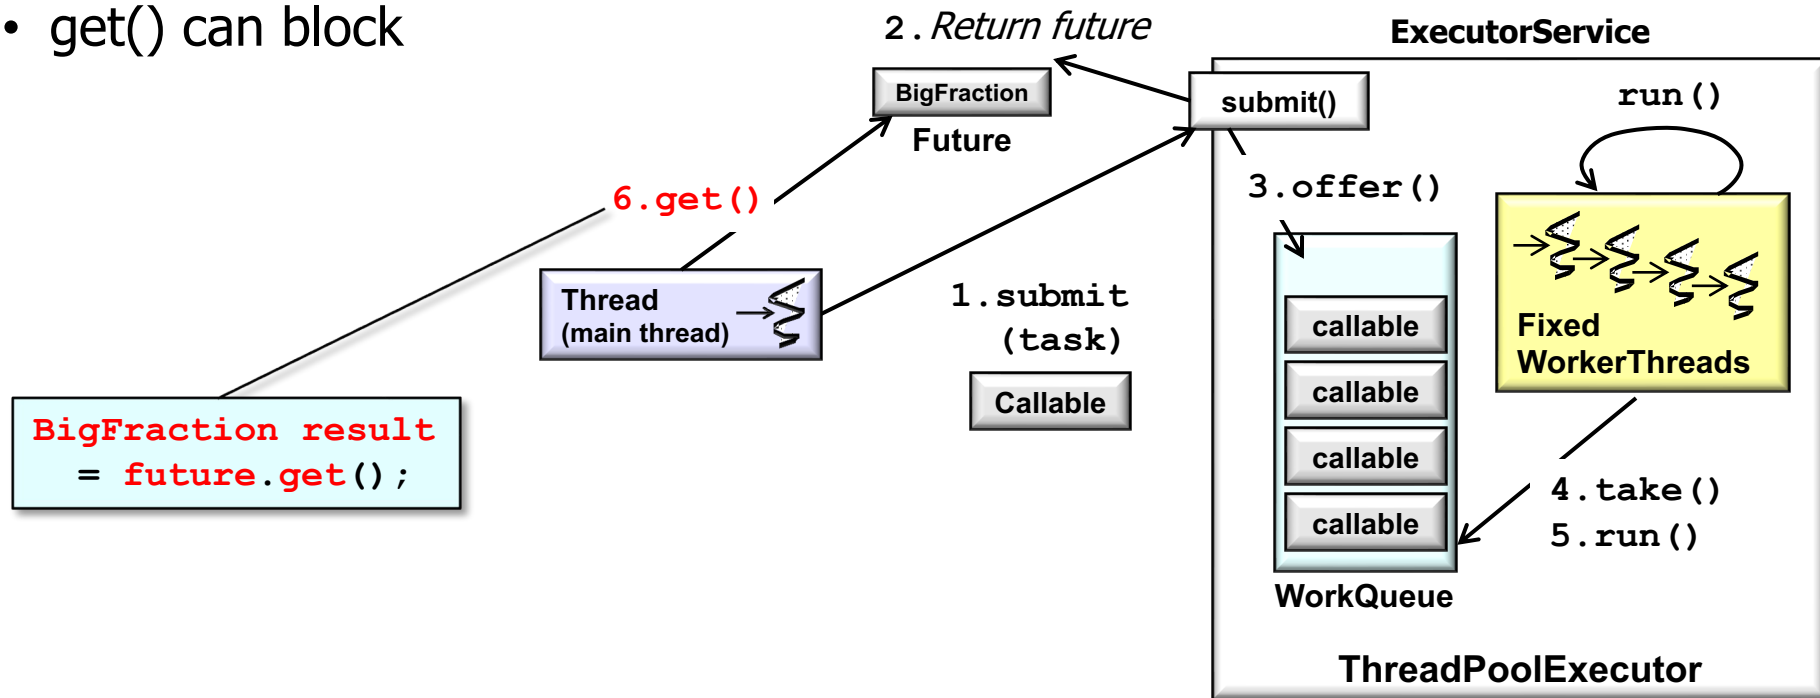 • get() can block
2. Return future
ExecutorService
BigFraction
Future
submit()
run()
3.offer()
6.get()
Thread
(main thread)
1.submit
(task)
Callable
callable
callable
callable
callable
WorkQueue
Fixed
WorkerThreads
4.take()
5.run()
BigFraction result
= future.get();
ThreadPoolExecutor